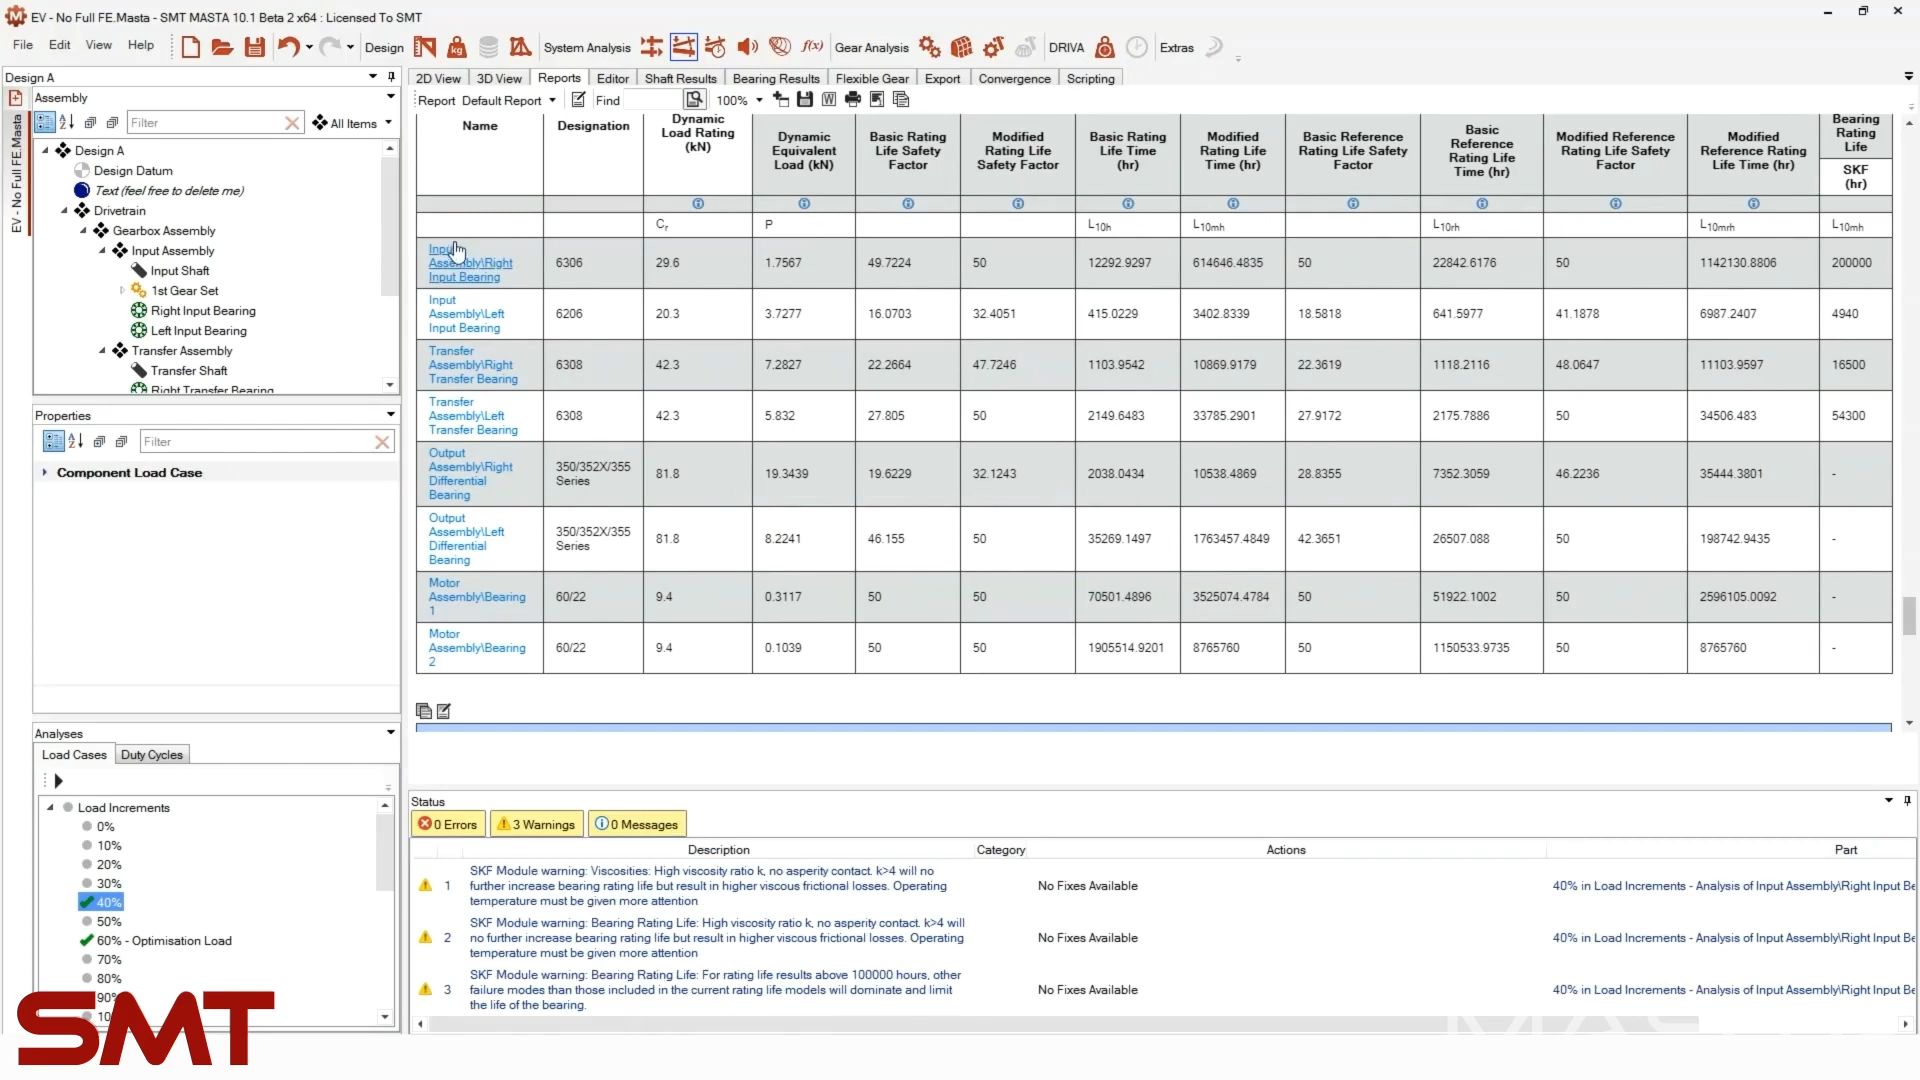 EV - No Full FE.Masta - SMT MASTA 10.1 Beta 2 x64 : Licensed To SMT
File Edit View Help Design System Analysis f(x) Gear Analysis DRIVA Extras
Design A
EV - No Full FE.Masta
Assembly
Filter All Items
Design A
Design Datum
Text (feel free to delete me)
Drivetrain
Gearbox Assembly
Input Assembly
Input Shaft
1st Gear Set
Right Input Bearing
Left Input Bearing
Transfer Assembly
Transfer Shaft
Right Transfer Bearing
Properties
Filter
Component Load Case
Analyses
Load Cases Duty Cycles
Load Increments
0%
10%
20%
30%
40%
50%
60% - Optimisation Load
70%
80%
90%
SMT
2D View 3D View Reports Editor Shaft Results Bearing Results Flexible Gear Export Convergence Scripting
Report Default Report Find 100%
Name Designation Dynamic Load Rating (kN) Dynamic Equivalent Load (kN) Basic Rating Life Safety Factor Modified Rating Life Safety Factor Basic Rating Life Time (hr) Modified Rating Life Time (hr) Basic Reference Rating Life Safety Factor Basic Reference Rating Life Time (hr) Modified Reference Rating Life Safety Factor Modified Reference Rating Life Time (hr) Bearing Rating Life SKF (hr)
Cr P L10h L10mh L10rh L10mrh L10mh
Input Assembly\Right Input Bearing 6306 29.6 1.7567 49.7224 50 12292.9297 614646.4835 50 22842.6176 50 1142130.8806 200000
Input Assembly\Left Input Bearing 6206 20.3 3.7277 16.0703 32.4051 415.0229 3402.8339 18.5818 641.5977 41.1878 6987.2407 4940
Transfer Assembly\Right Transfer Bearing 6308 42.3 7.2827 22.2664 47.7246 1103.9542 10869.9179 22.3619 1118.2116 48.0647 11103.9597 16500
Transfer Assembly\Left Transfer Bearing 6308 42.3 5.832 27.805 50 2149.6483 33785.2901 27.9172 2175.7886 50 34506.483 54300
Output Assembly\Right Differential Bearing 350/352X/355 Series 81.8 19.3439 19.6229 32.1243 2038.0434 10538.4869 28.8355 7352.3059 46.2236 35444.3801 -
Output Assembly\Left Differential Bearing 350/352X/355 Series 81.8 8.2241 46.155 50 35269.1497 1763457.4849 42.3651 26507.088 50 198742.9435 -
Motor Assembly\Bearing 1 60/22 9.4 0.3117 50 50 70501.4896 3525074.4784 50 51922.1002 50 2596105.0092 -
Motor Assembly\Bearing 2 60/22 9.4 0.1039 50 50 1905514.9201 8765760 50 1150533.9735 50 8765760 -
Status
0 Errors 3 Warnings 0 Messages
Description Category Actions Part
1 SKF Module warning: Viscosities: High viscosity ratio k, no asperity contact. k>4 will no
further increase bearing rating life but result in higher viscous frictional losses. Operating
temperature must be given more attention
No Fixes Available 40% in Load Increments - Analysis of Input Assembly\Right Input Be
2 SKF Module warning: Bearing Rating Life: High viscosity ratio k, no asperity contact. k>4 will
no further increase bearing rating life but result in higher viscous frictional losses. Operating
temperature must be given more attention
No Fixes Available 40% in Load Increments - Analysis of Input Assembly\Right Input Be
3 SKF Module warning: Bearing Rating Life: For rating life results above 100000 hours, other
failure modes than those included in the current rating life models will dominate and limit
the life of the bearing.
No Fixes Available 40% in Load Increments - Analysis of Input Assembly\Right Input Be